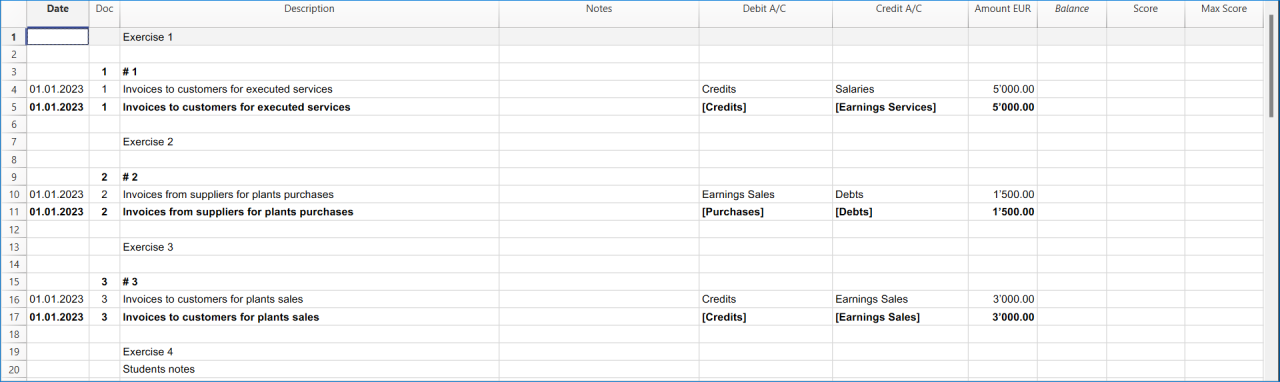 Date Doc Description Notes Debit A/C Credit A/C Amount EUR Balance Score Max Score
1 Exercise 1
2
3 1 # 1
4 01.01.2023 1 Invoices to customers for executed services Credits Salaries 5'000.00
5 01.01.2023 1 Invoices to customers for executed services [Credits] [Earnings Services] 5'000.00
6
7 Exercise 2
8
9 2 # 2
10 01.01.2023 2 Invoices from suppliers for plants purchases Earnings Sales Debts 1'500.00
11 01.01.2023 2 Invoices from suppliers for plants purchases [Purchases] [Debts] 1'500.00
12
13 Exercise 3
14
15 3 # 3
16 01.01.2023 3 Invoices to customers for plants sales Credits Earnings Sales 3'000.00
17 01.01.2023 3 Invoices to customers for plants sales [Credits] [Earnings Sales] 3'000.00
18
19 Exercise 4
20 Students notes